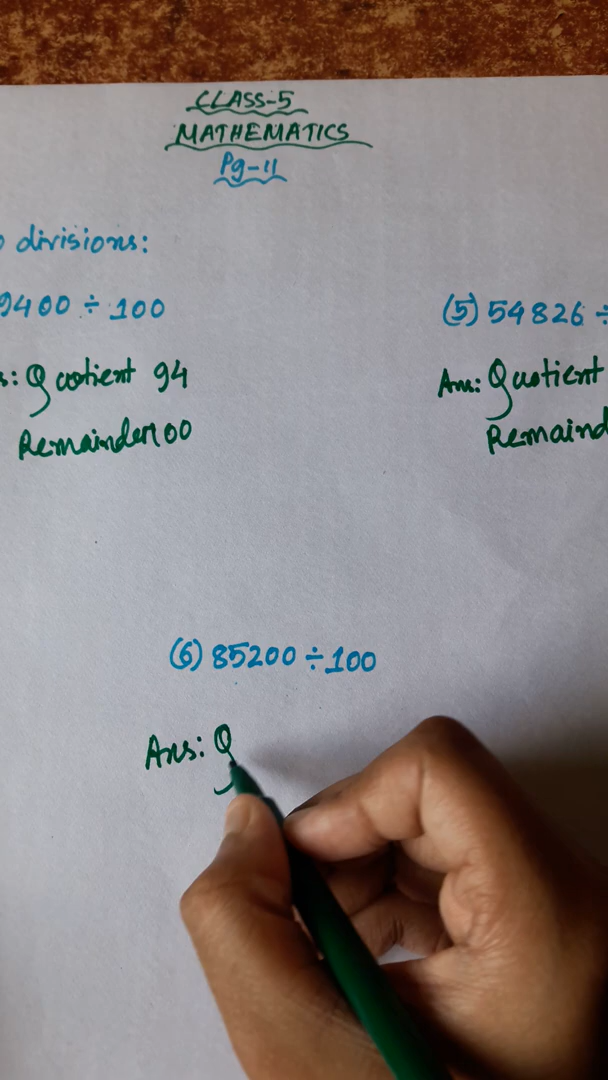 CLASS-5
MATHEMATICS
Pg-11
divisions:
9400 ÷ 100
Quotient 94
Remainder 00
(5) 54826 ÷
Ans: Quotient
Remaind
(6) 85200 ÷ 100
Ans: Q